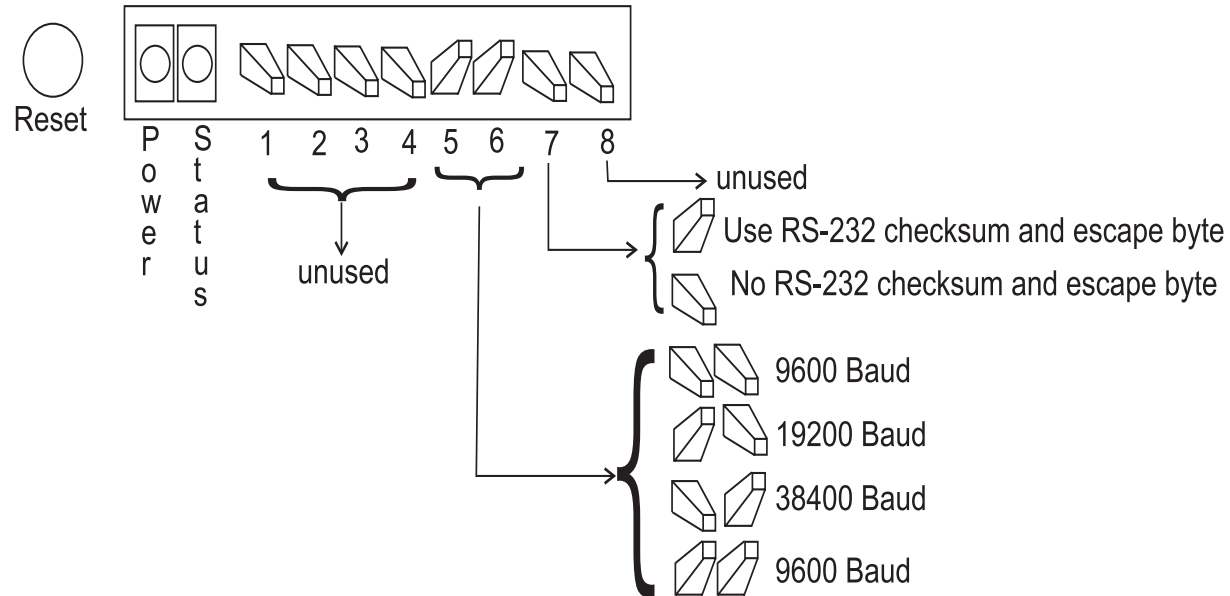 Reset
Power
Status
1 2 3 4 5 6 7 8
unused
unused
Use RS-232 checksum and escape byte
No RS-232 checksum and escape byte
9600 Baud
19200 Baud
38400 Baud
9600 Baud